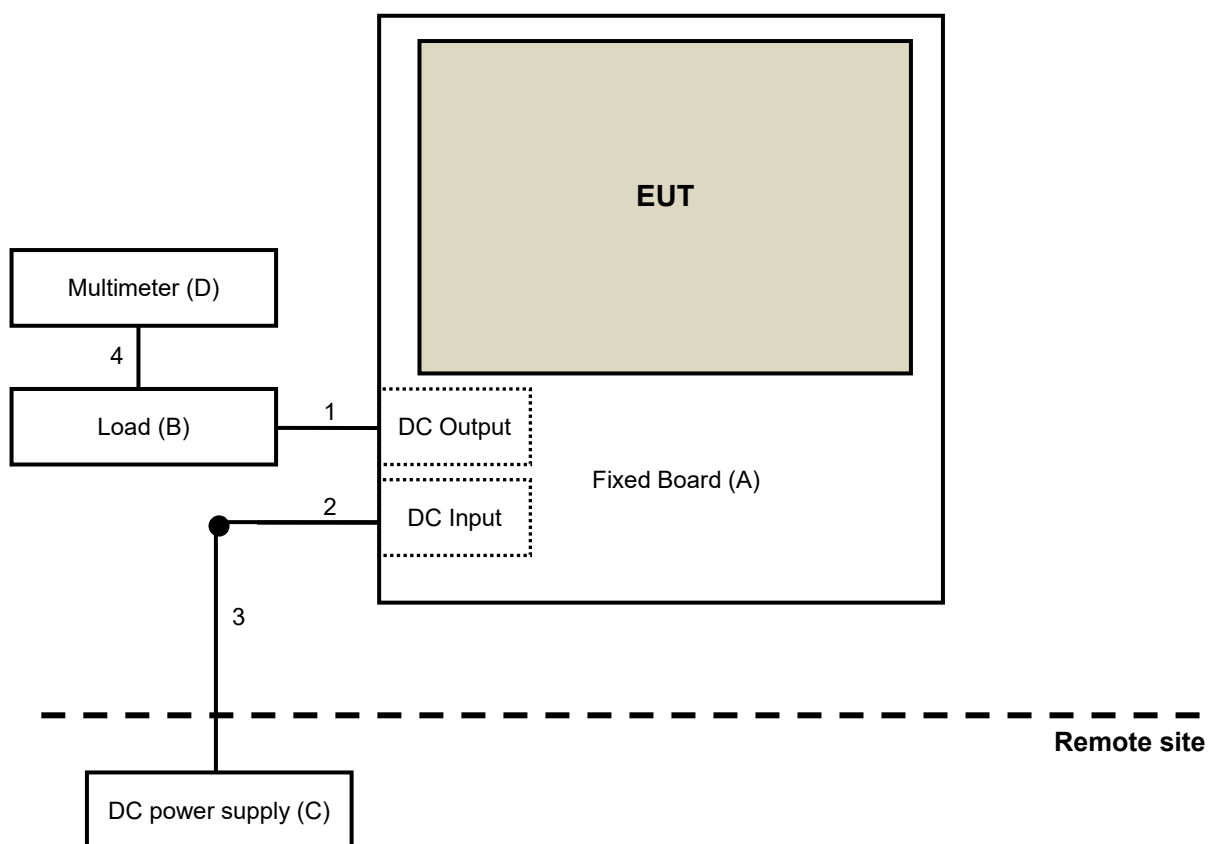 EUT
Multimeter (D)
4
Load (B)
1
DC Output
Fixed Board (A)
2
DC Input
3
Remote site
DC power supply (C)